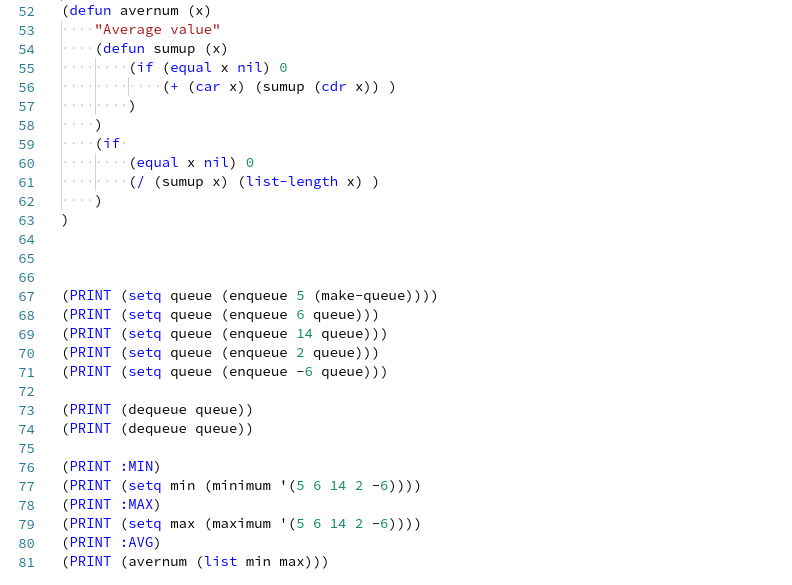 52 (defun avernum (x)
53 "Average value"
54 (defun sumup (x)
55 (if (equal x nil) 0
56 (+ (car x) (sumup (cdr x)) )
57 )
58 )
59 (if
60 (equal x nil) 0
61 (/ (sumup x) (list-length x) )
62 )
63 )
64
65
66
67 (PRINT (setq queue (enqueue 5 (make-queue))))
68 (PRINT (setq queue (enqueue 6 queue)))
69 (PRINT (setq queue (enqueue 14 queue)))
70 (PRINT (setq queue (enqueue 2 queue)))
71 (PRINT (setq queue (enqueue -6 queue)))
72
73 (PRINT (dequeue queue))
74 (PRINT (dequeue queue))
75
76 (PRINT :MIN)
77 (PRINT (setq min (minimum '(5 6 14 2 -6))))
78 (PRINT :MAX)
79 (PRINT (setq max (maximum '(5 6 14 2 -6))))
80 (PRINT :AVG)
81 (PRINT (avernum (list min max)))